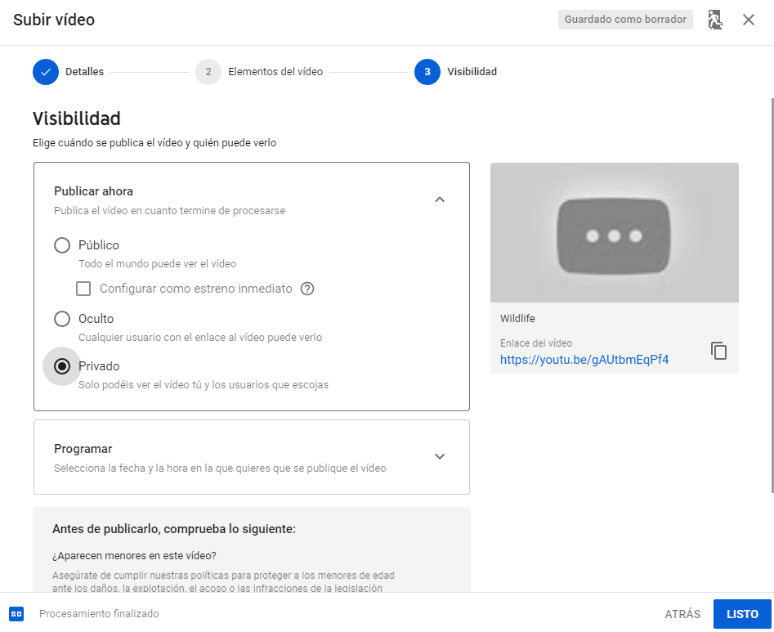 Subir vídeo
Guardado como borrador
Detalles
2
Elementos del vídeo
3
Visibilidad
Visibilidad
Elige cuándo se publica el vídeo y quién puede verlo
Publicar ahora
Publica el vídeo en cuanto termine de procesarse
Público
Todo el mundo puede ver el vídeo
Configurar como estreno inmediato
?
Oculto
Cualquier usuario con el enlace al vídeo puede verlo
Privado
Solo podéis ver el vídeo tú y los usuarios que escojas
Wildlife
Enlace del vídeo
https://youtu.be/gAUtbmEqPf4
Programar
Selecciona la fecha y la hora en la que quieres que se publique el vídeo
Antes de publicarlo, comprueba lo siguiente:
¿Aparecen menores en este vídeo?
Asegúrate de cumplir nuestras políticas para proteger a los menores de edad
ante los daños, la explotación, el acoso o las infracciones de la legislación
SD
Procesamiento finalizado
ATRÁS
LISTO